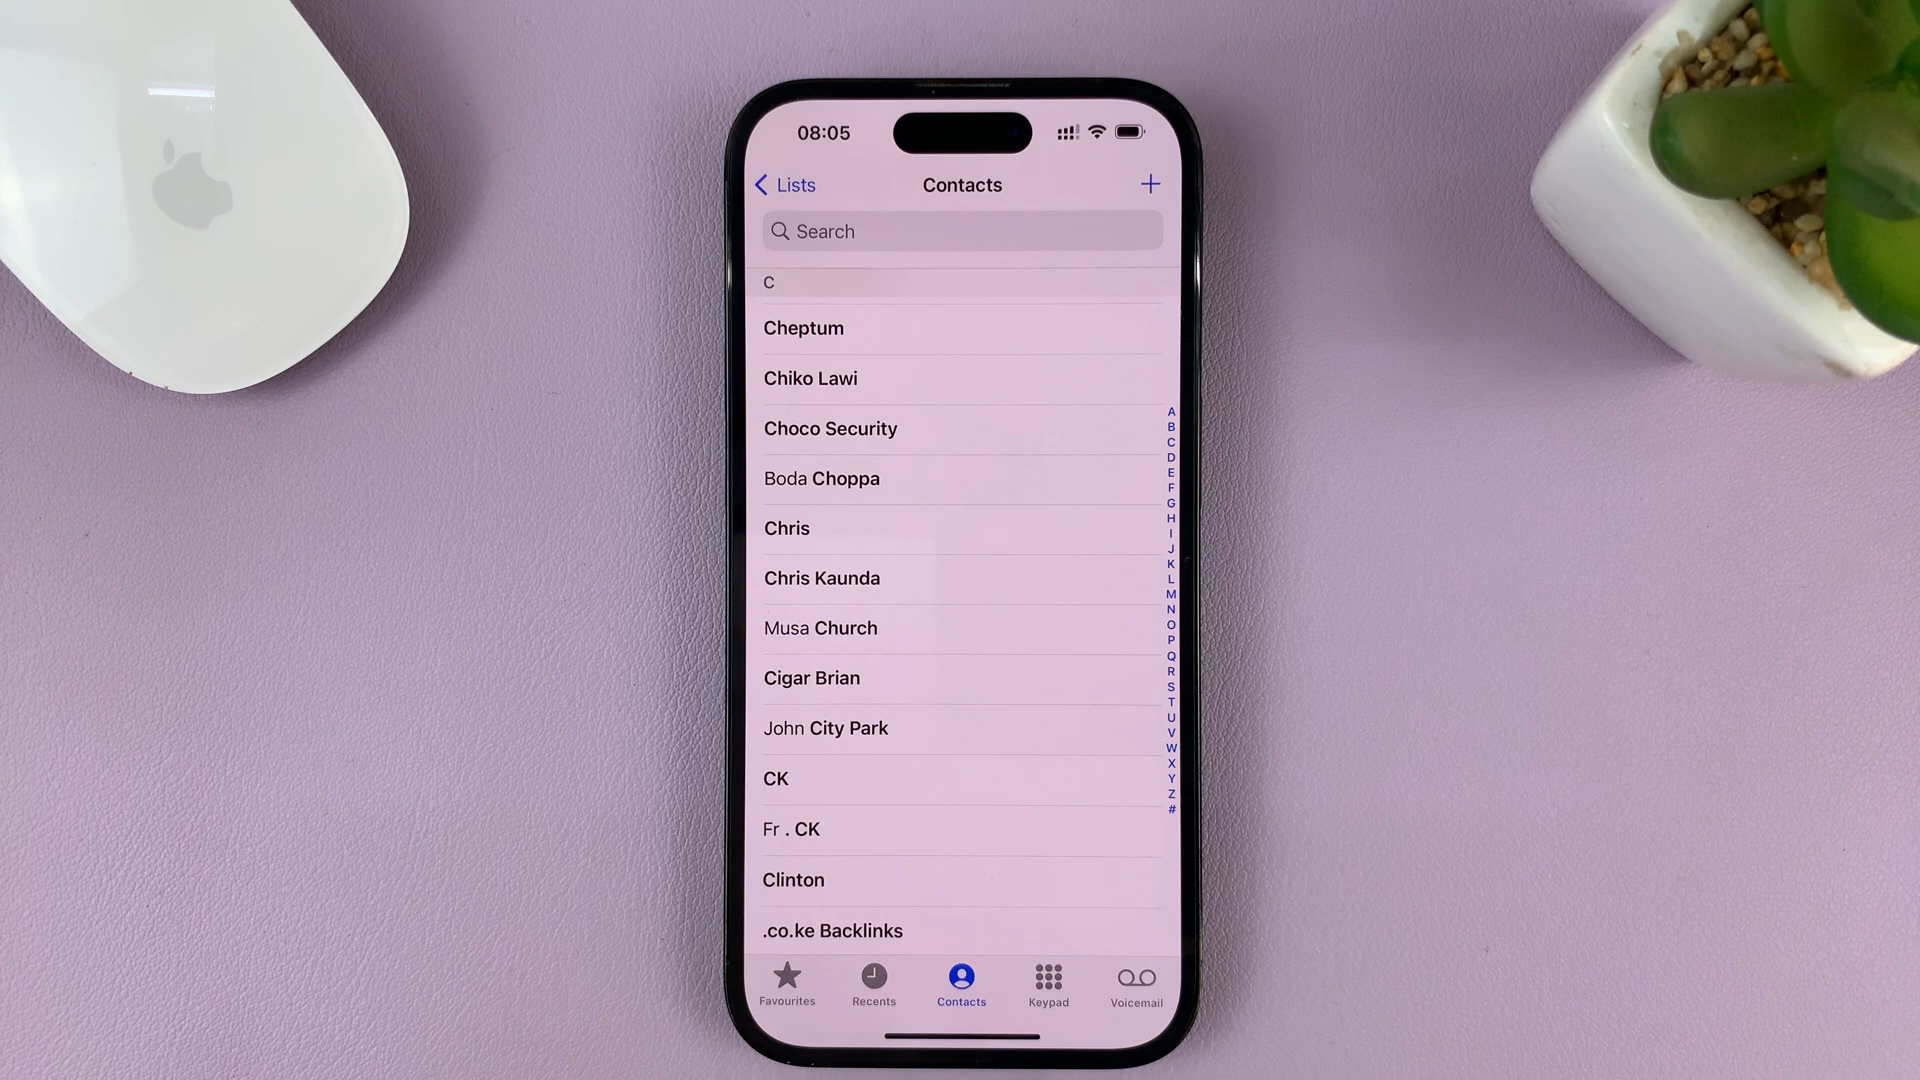 08:05
Lists
Contacts
Search
C
Cheptum
Chiko Lawi
Choco Security
Boda Choppa
Chris
Chris Kaunda
Musa Church
Cigar Brian
John City Park
CK
Fr . CK
Clinton
.co.ke Backlinks
A
B
C
D
E
F
G
H
I
J
K
L
M
N
O
P
Q
R
S
T
U
V
W
X
Y
Z
#
Favourites
Recents
Contacts
Keypad
Voicemail